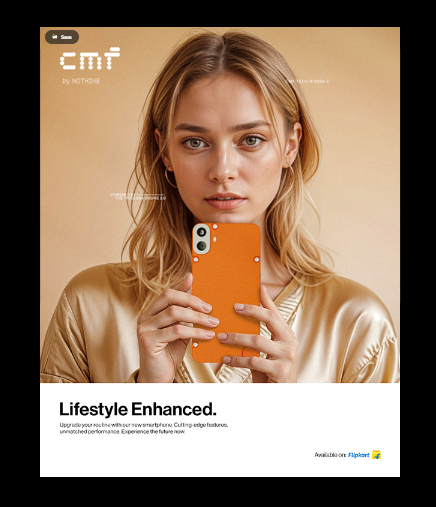 Save
cmf
by NOTHING
Lifestyle Enhanced.
Upgrade your routine with our new smartphone. Cutting-edge features,
unmatched performance. Experience the future now.
Available on: Flipkart